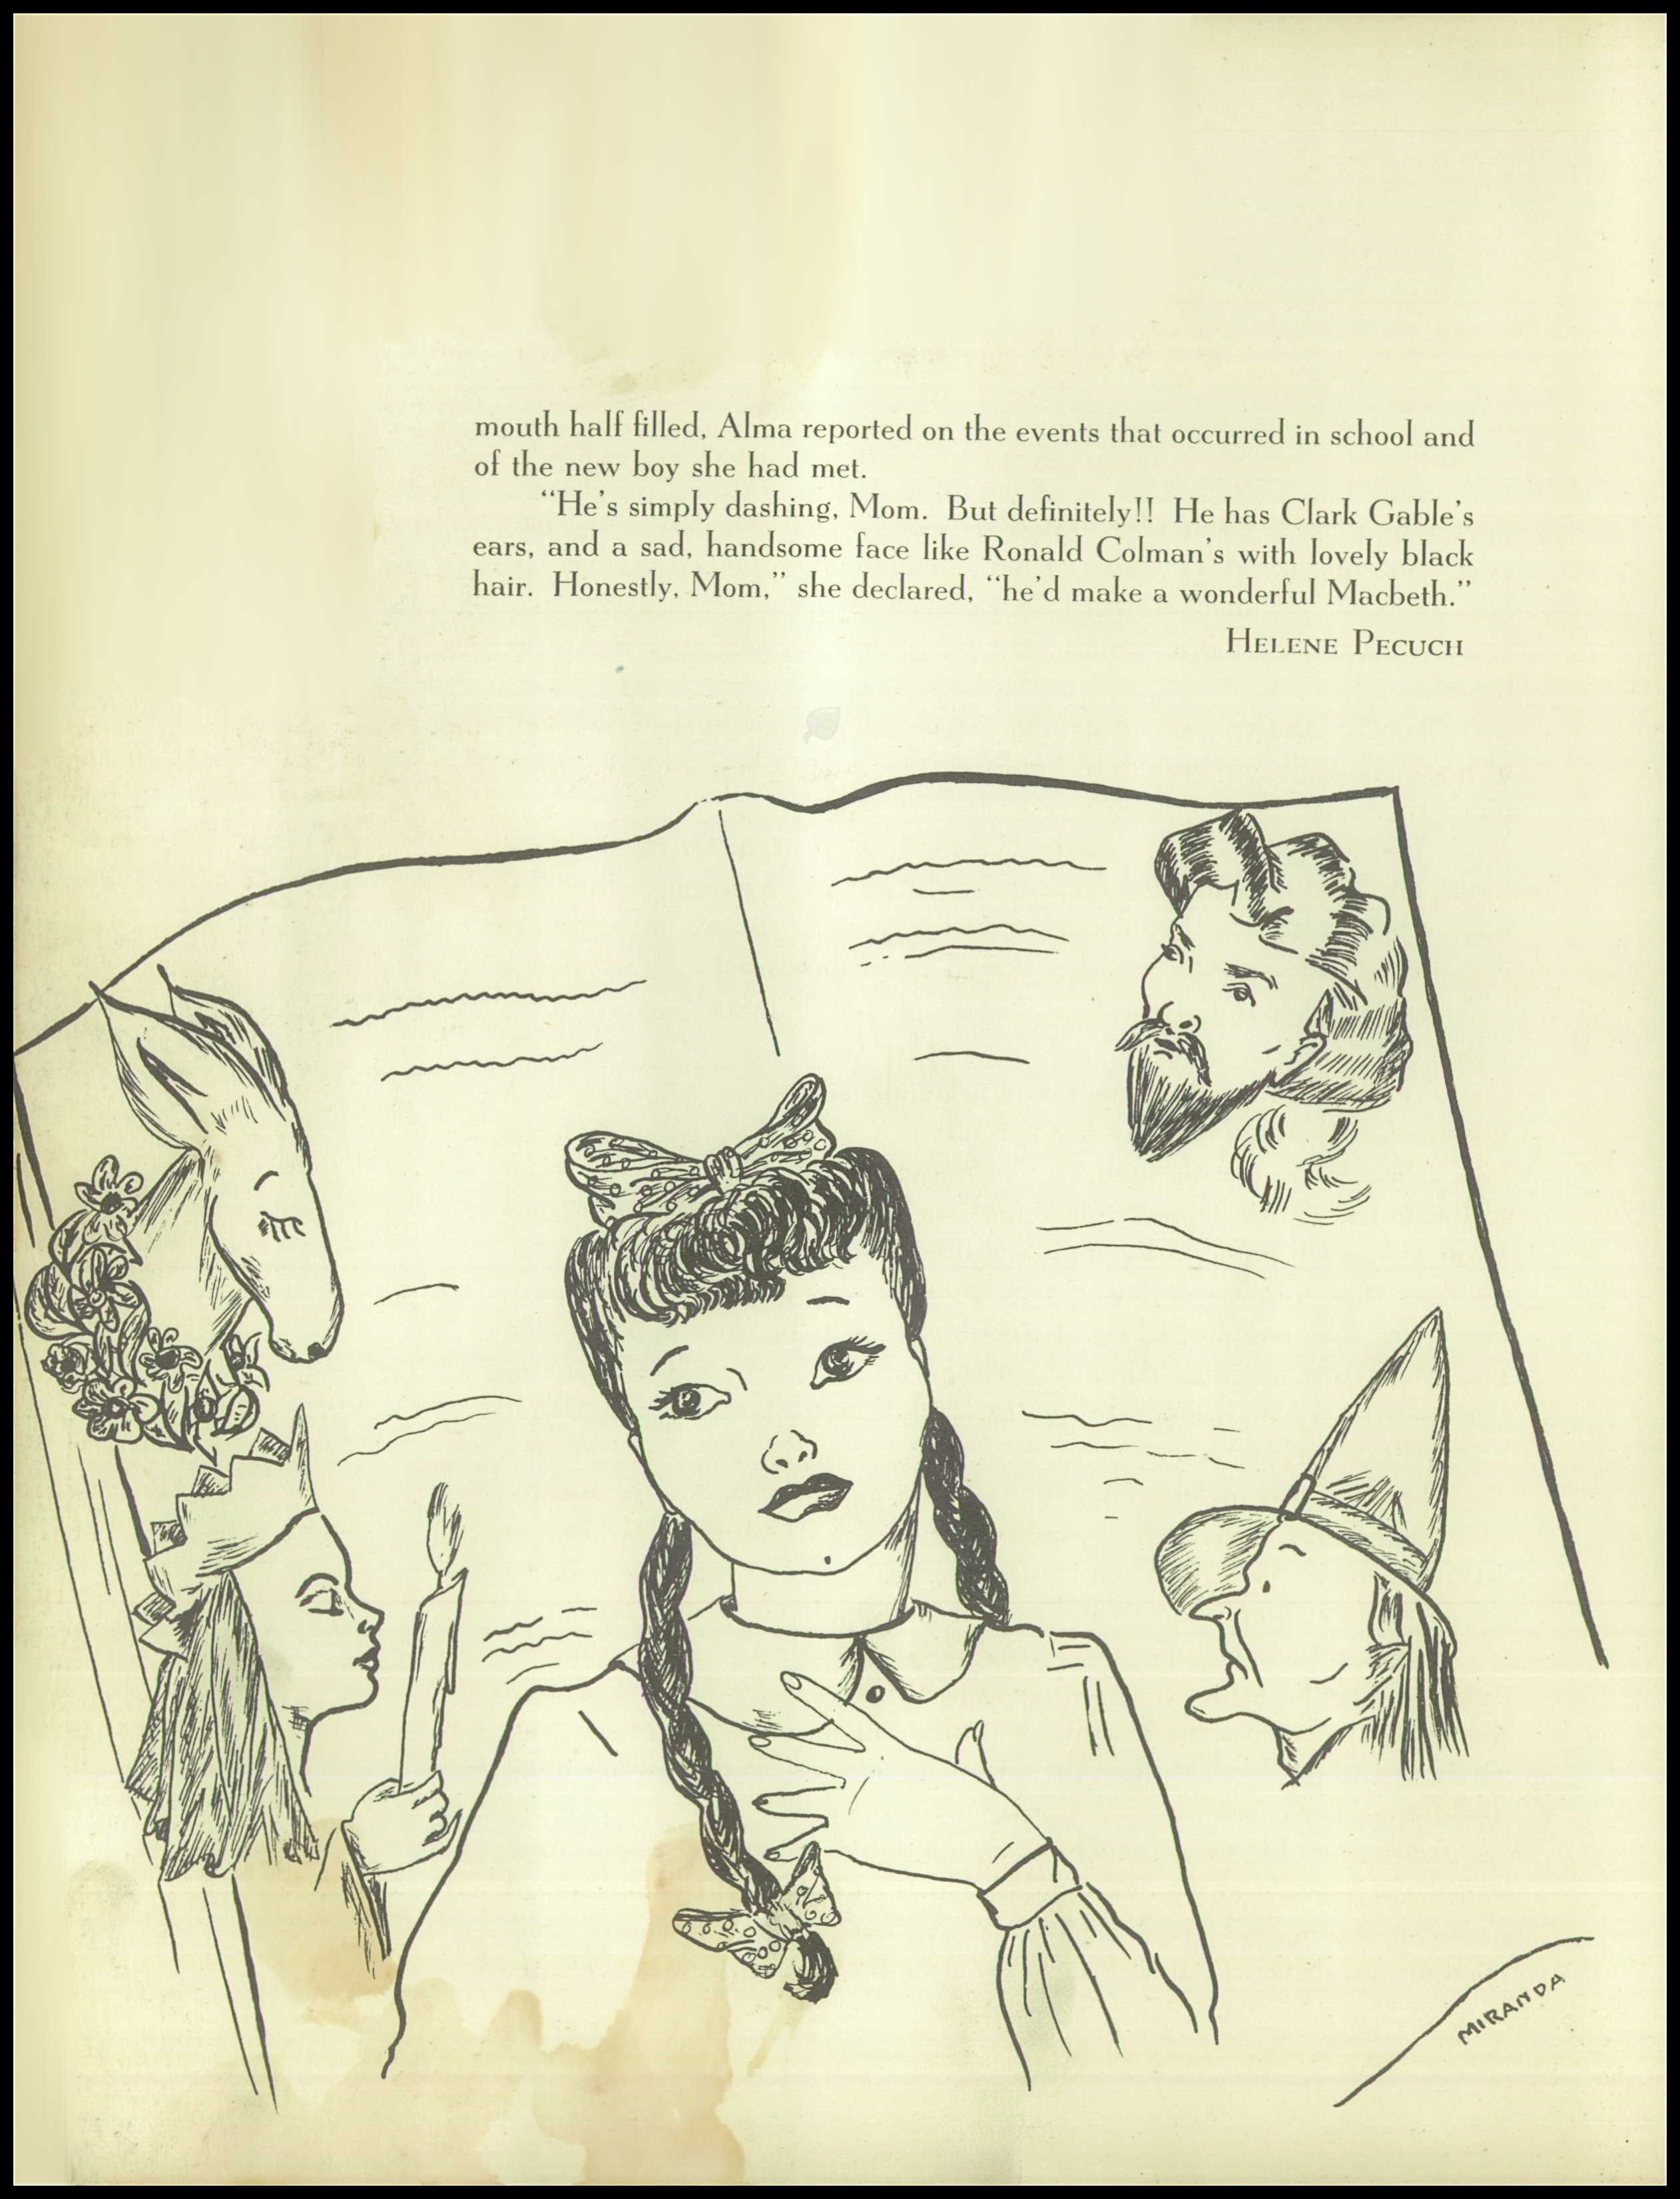 mouth half filled, Alma reported on the events that occurred in school and
of the new boy she had met.
“He's simply dashing, Mom. But definitely!! He has Clark Gable's
ears, and a sad, handsome face like Ronald Colman's with lovely black
hair. Honestly, Mom,” she declared, “he'd make a wonderful Macbeth.”
HELENE PECUCH
MIRANDA